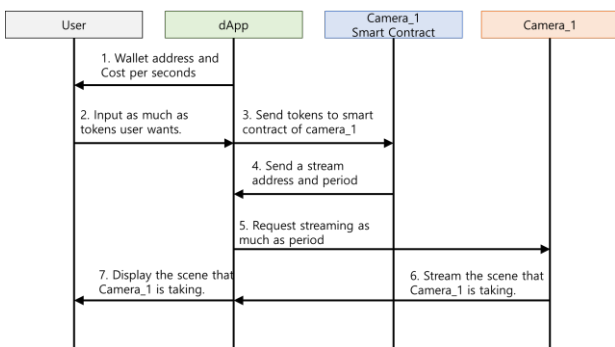 User
dApp
Camera_1
Smart Contract
Camera_1
1. Wallet address and
Cost per seconds
2. Input as much as
tokens user wants.
3. Send tokens to smart
contract of camera_1
4. Send a stream
address and period
5. Request streaming as
much as period
7. Display the scene that
Camera_1 is taking.
6. Stream the scene that
Camera_1 is taking.